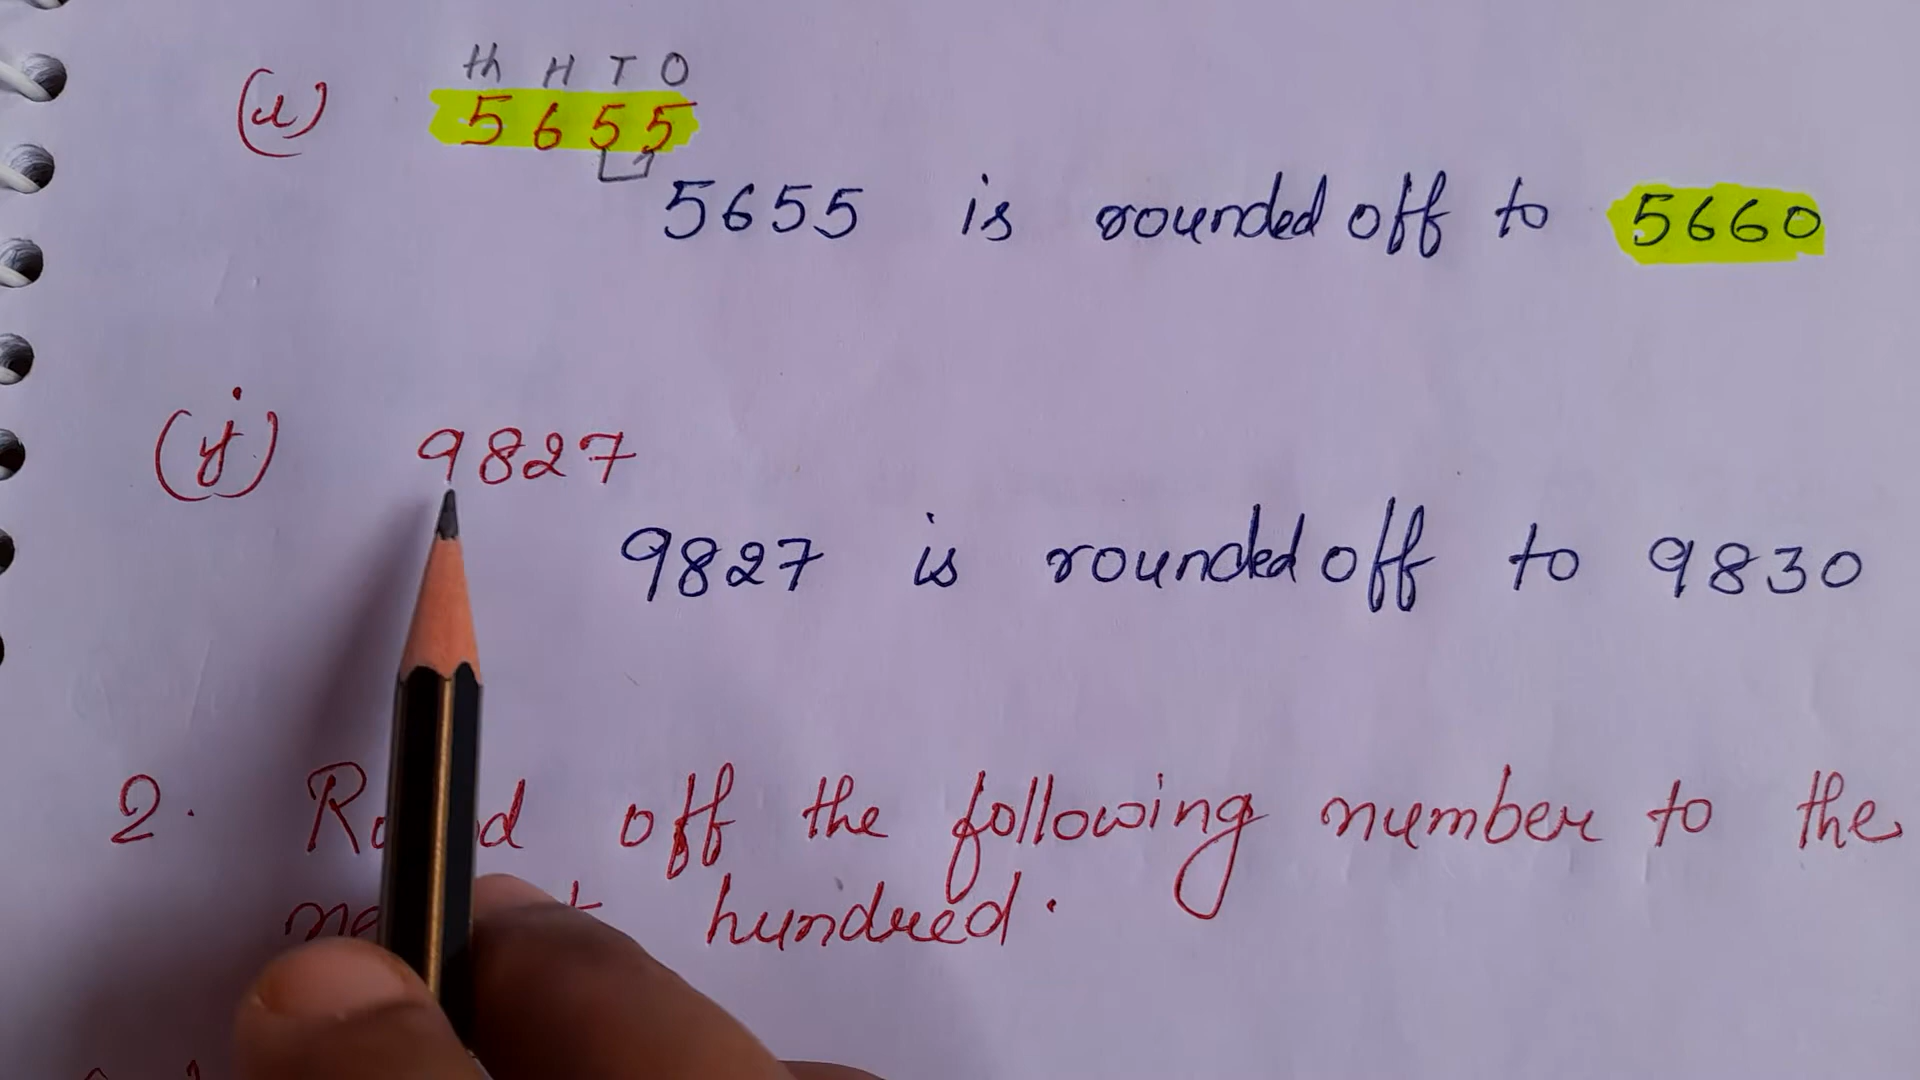 th H T O
5655
5655 is rounded off to 5660
(j) 9827
9827 is rounded off to 9830
2. off the following number to the
hundred.